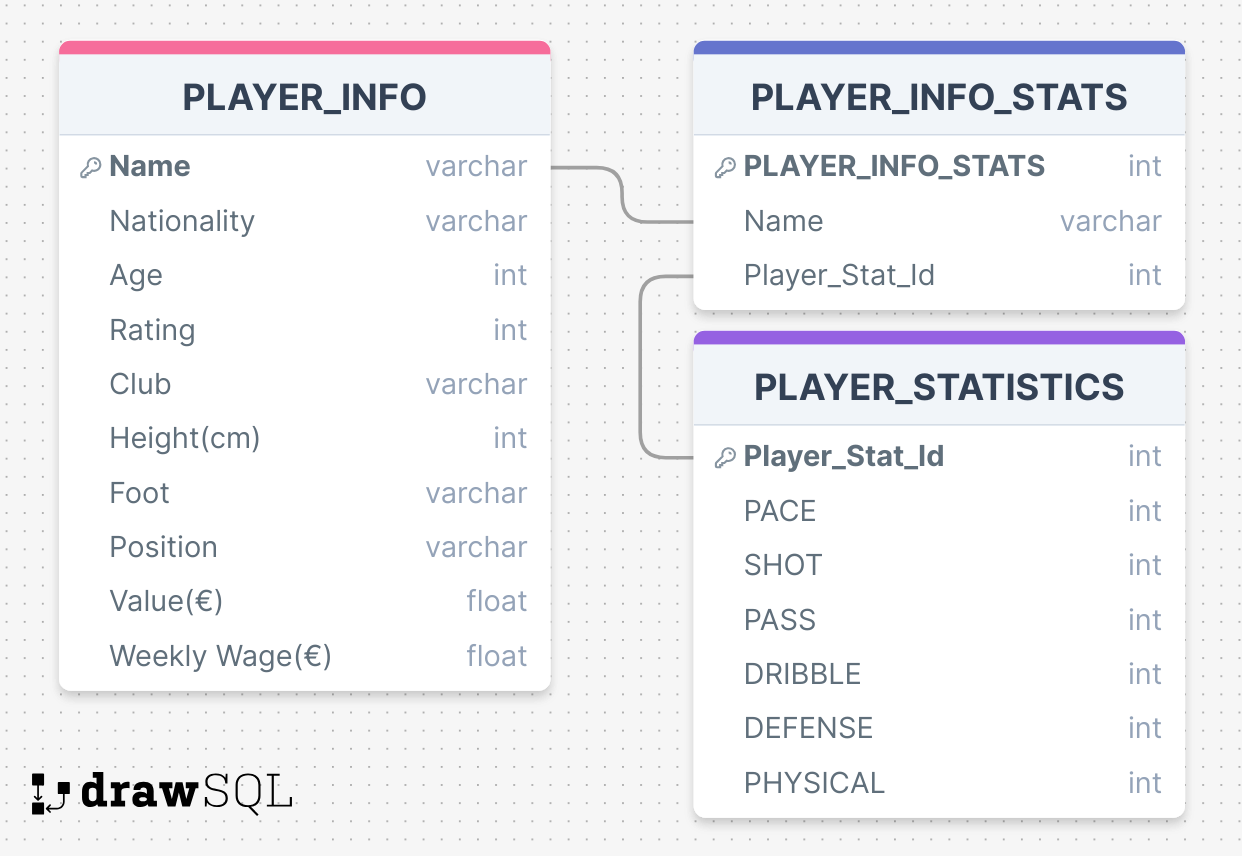 PLAYER_INFO
Name varchar
Nationality varchar
Age int
Rating int
Club varchar
Height(cm) int
Foot varchar
Position varchar
Value(€) float
Weekly Wage(€) float
PLAYER_INFO_STATS
PLAYER_INFO_STATS int
Name varchar
Player_Stat_Id int
PLAYER_STATISTICS
Player_Stat_Id int
PACE int
SHOT int
PASS int
DRIBBLE int
DEFENSE int
PHYSICAL int
drawSQL